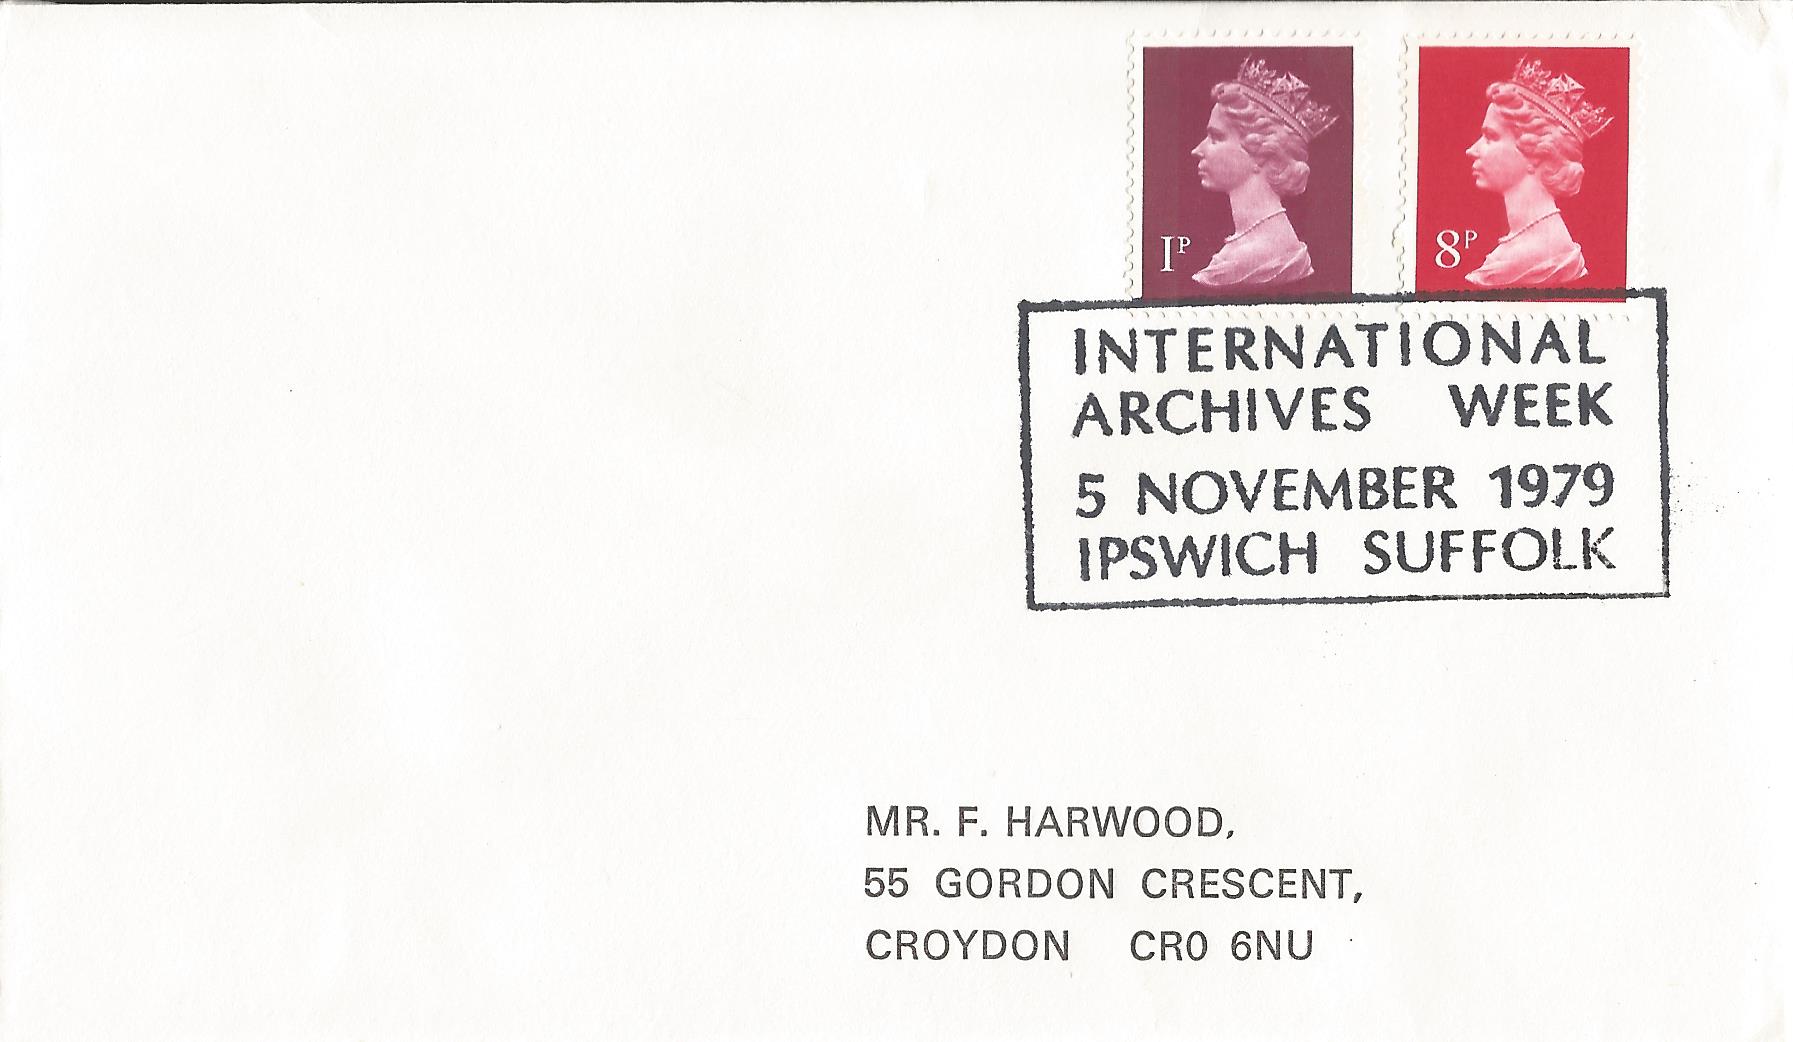 1P 8P
INTERNATIONAL
ARCHIVES WEEK
5 NOVEMBER 1979
IPSWICH SUFFOLK
MR. F. HARWOOD,
55 GORDON CRESCENT,
CROYDON CR0 6NU